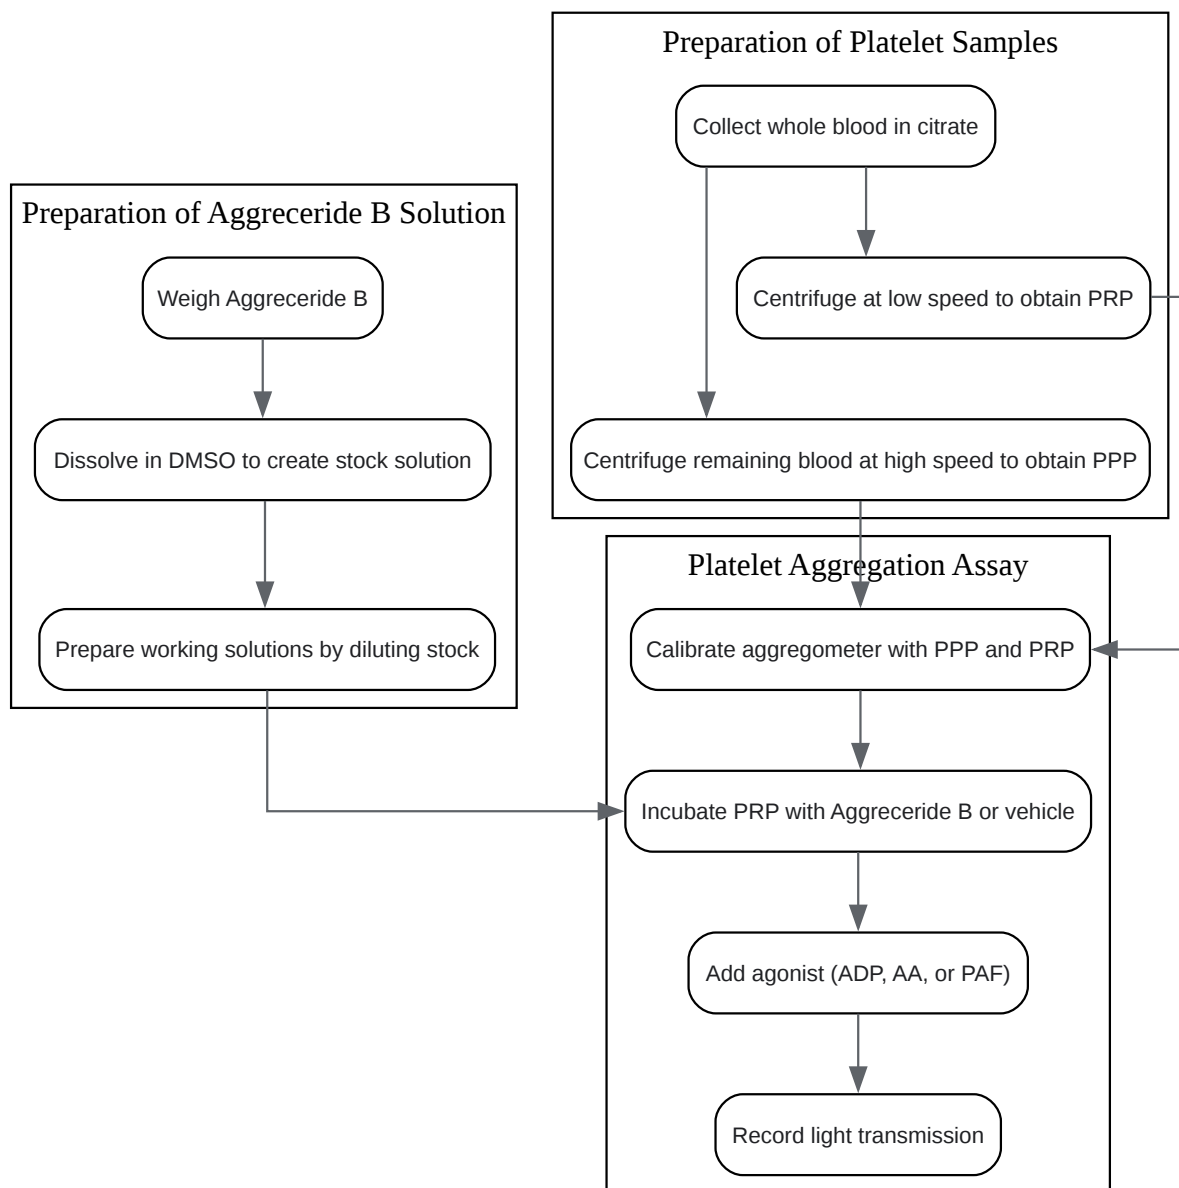 Preparation of Platelet Samples
Collect whole blood in citrate
Centrifuge at low speed to obtain PRP
Centrifuge remaining blood at high speed to obtain PPP
Preparation of Aggreceride B Solution
Weigh Aggreceride B
Dissolve in DMSO to create stock solution
Prepare working solutions by diluting stock
Platelet Aggregation Assay
Calibrate aggregometer with PPP and PRP
Incubate PRP with Aggreceride B or vehicle
Add agonist (ADP, AA, or PAF)
Record light transmission